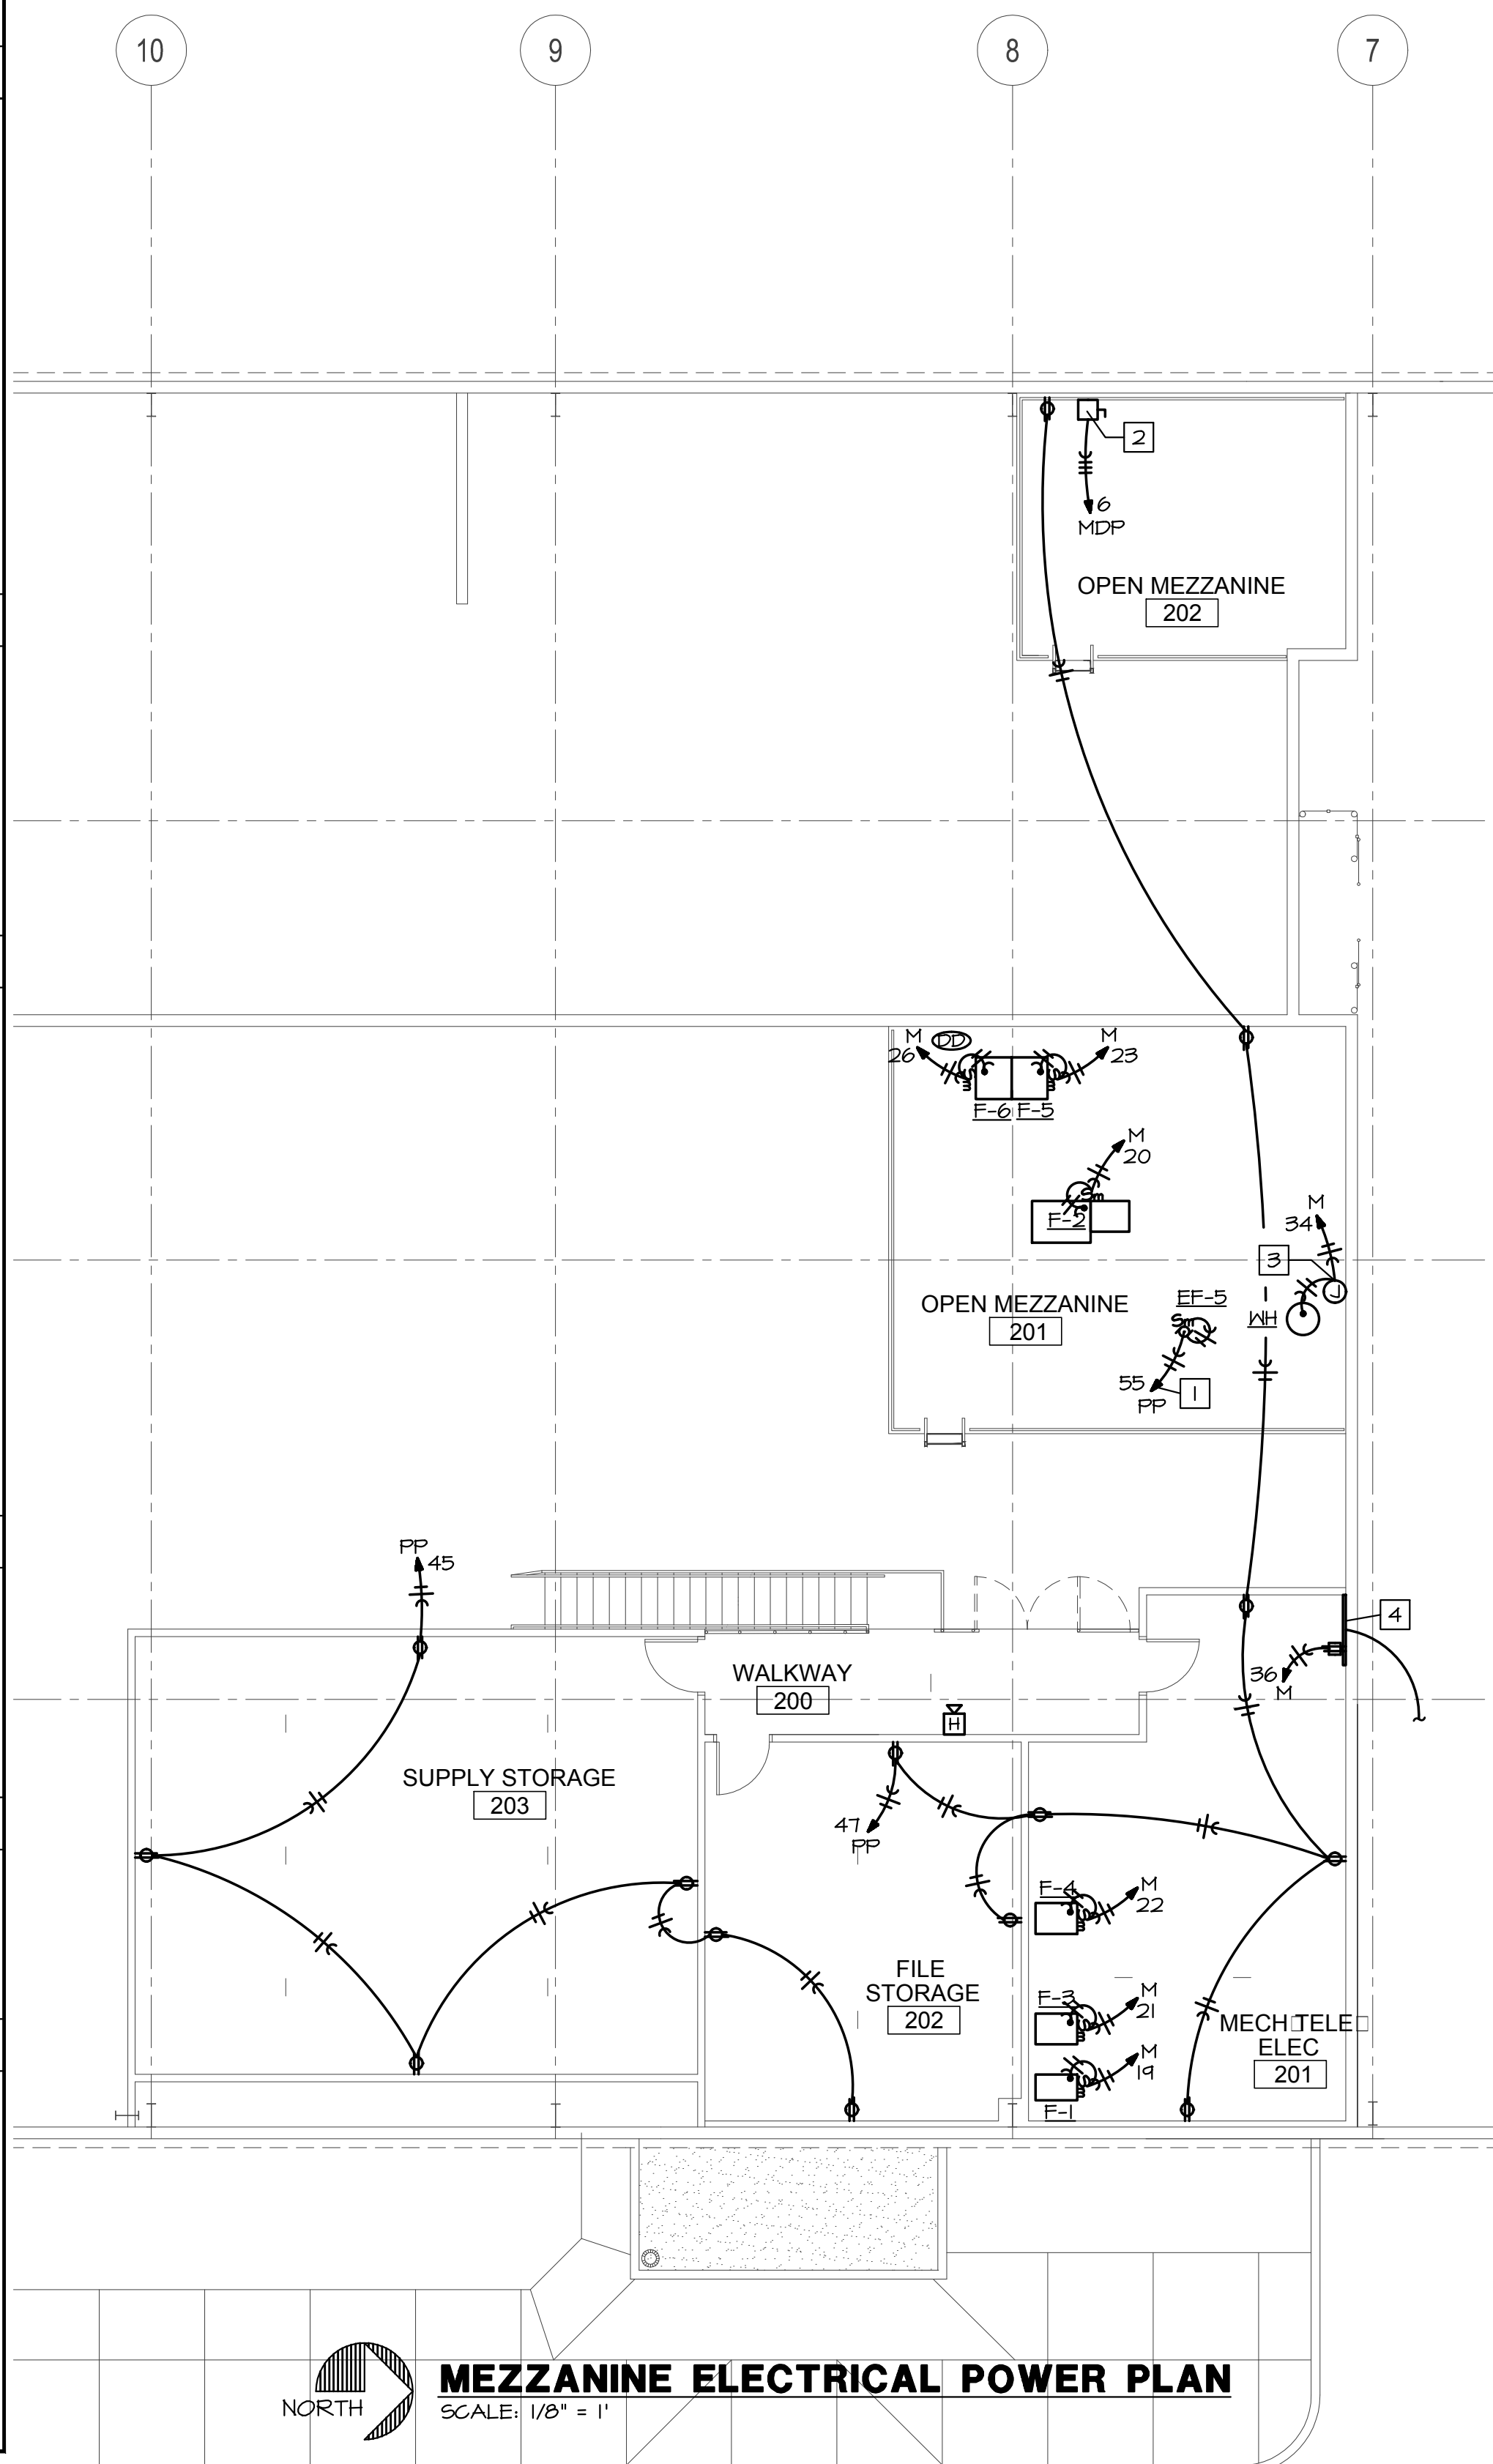 10
9
8
7
2
6
MDP
OPEN MEZZANINE
202
M
26
DD
M
23
F-6
F-5
M
20
Sm
F-2
M
34
3
J
EF-5
WH
Sm
OPEN MEZZANINE
201
55
PP
1
PP
45
4
WALKWAY
200
36
M
H
SUPPLY STORAGE
203
47
PP
F-4
M
22
FILE
STORAGE
202
F-3
M
21
MECH□TELE□
ELEC
201
M
19
F-1
NORTH
MEZZANINE ELECTRICAL POWER PLAN
SCALE: 1/8" = 1'